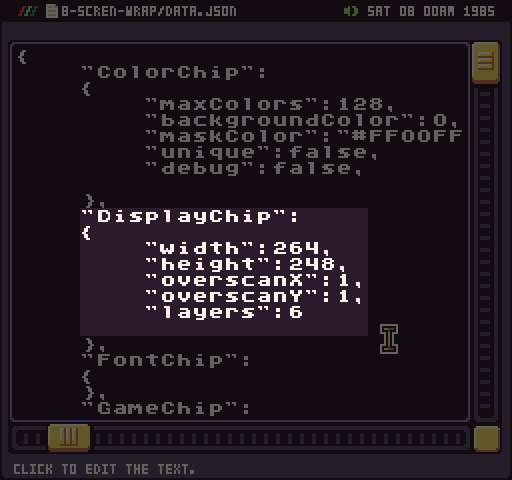 8-SCREN-WRAP/DATA.JSON SAT 08 00AM 1985
{
"ColorChip":
{
"maxColors":128,
"backgroundColor":0,
"maskColor":"#FF00FF
"unique":false,
"debug":false,
},
"DisplayChip":
{
"width":264,
"height":248,
"overscanX":1,
"overscanY":1,
"layers":6
},
"FontChip":
{
},
"GameChip":
CLICK TO EDIT THE TEXT.